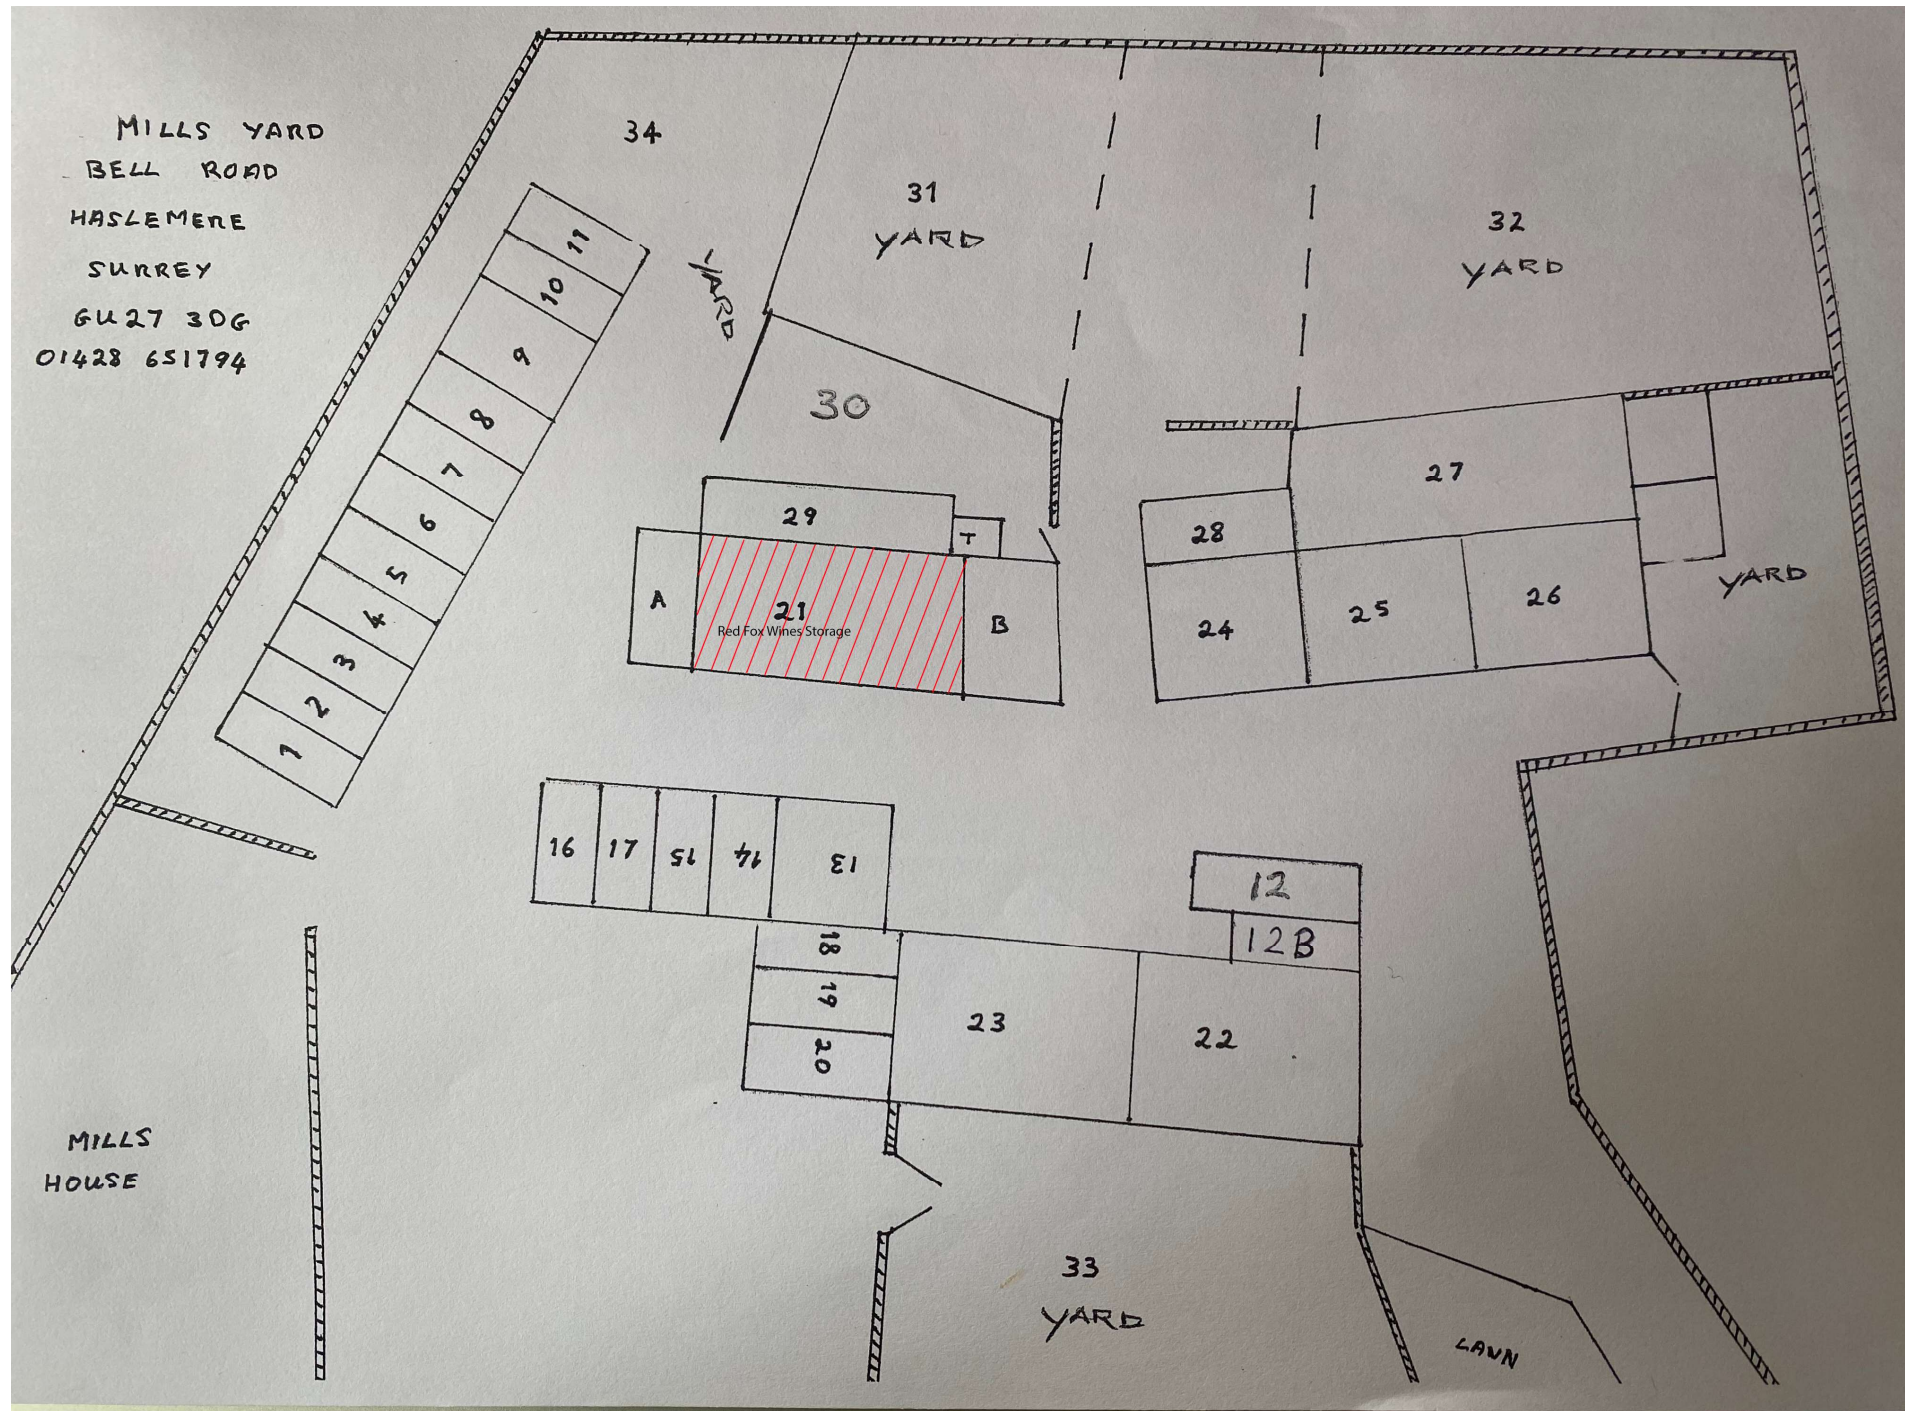 MILLS YARD
BELL ROAD
HASLEMERE
SURREY
GU27 3DG
01428 651794
34
31
YARD
32
YARD
YARD
11
10
9
8
7
6
5
4
3
2
1
30
29
T
A
21
Red Fox Wines Storage
B
27
28
24
25
26
YARD
16
17
15
14
13
12
12B
18
19
20
23
22
MILLS
HOUSE
33
YARD
LAWN